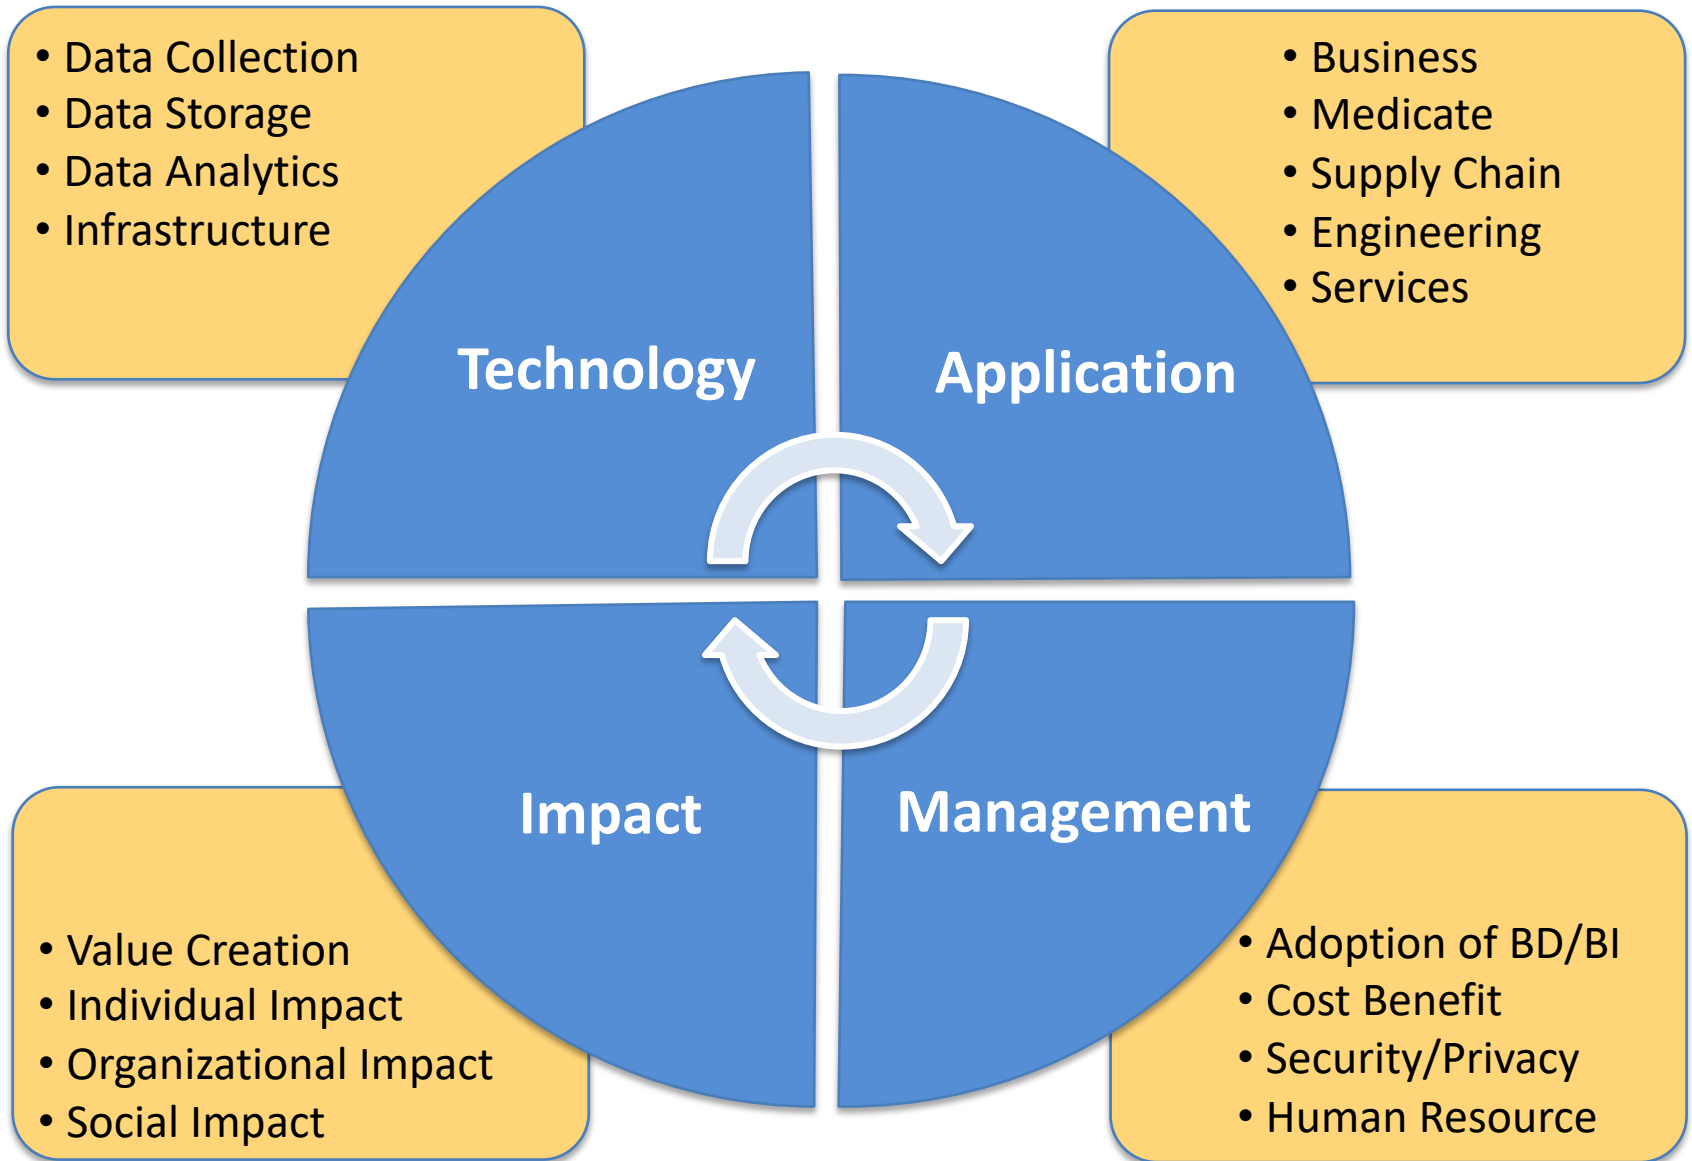 • Data Collection
• Data Storage
• Data Analytics
• Infrastructure
Technology
• Business
• Medicate
• Supply Chain
• Engineering
• Services
Application
Impact
• Value Creation
• Individual Impact
• Organizational Impact
• Social Impact
Management
• Adoption of BD/BI
• Cost Benefit
• Security/Privacy
• Human Resource